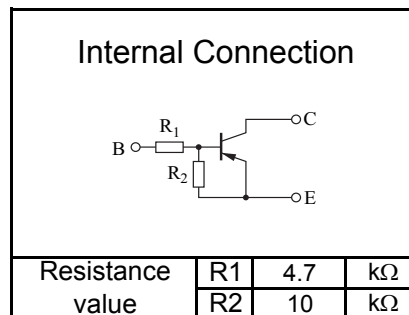 Internal Connection
C
R1
B
R2
E
Resistance value R1 4.7 kΩ
R2 10 kΩ